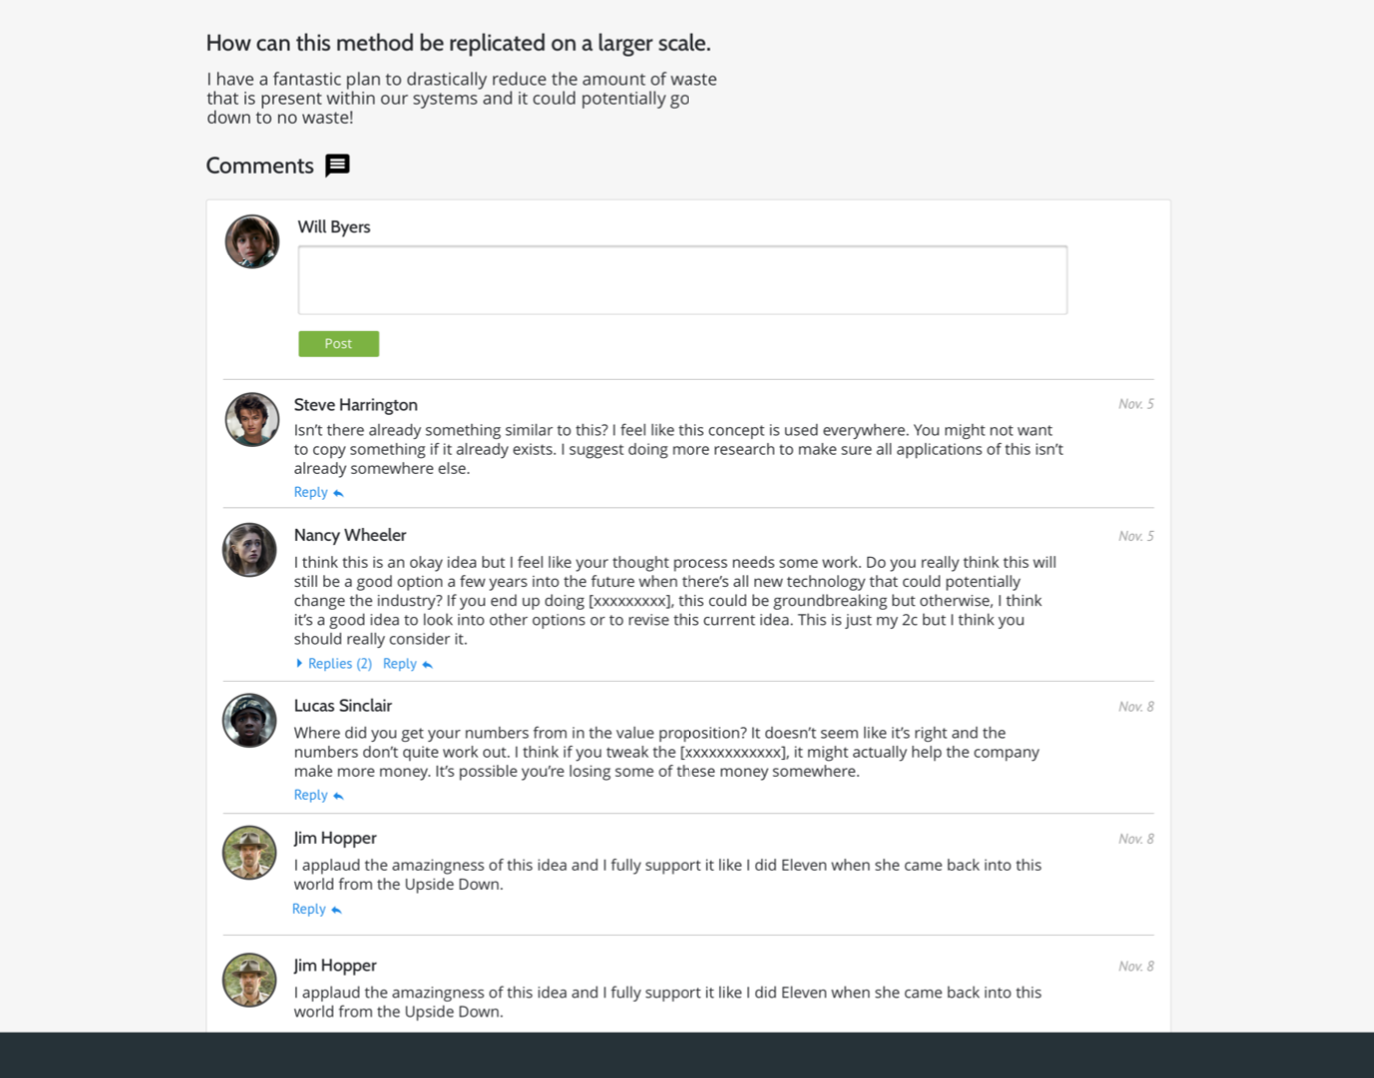 How can this method be replicated on a larger scale.
I have a fantastic plan to drastically reduce the amount of waste
that is present within our systems and it could potentially go
down to no waste!
Comments
Will Byers
Post
Steve Harrington
Nov. 5
Isn't there already something similar to this? I feel like this concept is used everywhere. You might not want
to copy something if it already exists. I suggest doing more research to make sure all applications of this isn't
already somewhere else.
Reply
Nancy Wheeler
Nov. 5
I think this is an okay idea but I feel like your thought process needs some work. Do you really think this will
still be a good option a few years into the future when there's all new technology that could potentially
change the industry? If you end up doing [xxxxxxxxx], this could be groundbreaking but otherwise, I think
it's a good idea to look into other options or to revise this current idea. This is just my 2c but I think you
should really consider it.
Replies (2) Reply
Lucas Sinclair
Nov. 8
Where did you get your numbers from in the value proposition? It doesn't seem like it's right and the
numbers don't quite work out. I think if you tweak the [xxxxxxxxxxxx], it might actually help the company
make more money. It's possible you're losing some of these money somewhere.
Reply
Jim Hopper
Nov. 8
I applaud the amazingness of this idea and I fully support it like I did Eleven when she came back into this
world from the Upside Down.
Reply
Jim Hopper
Nov. 8
I applaud the amazingness of this idea and I fully support it like I did Eleven when she came back into this
world from the Upside Down.